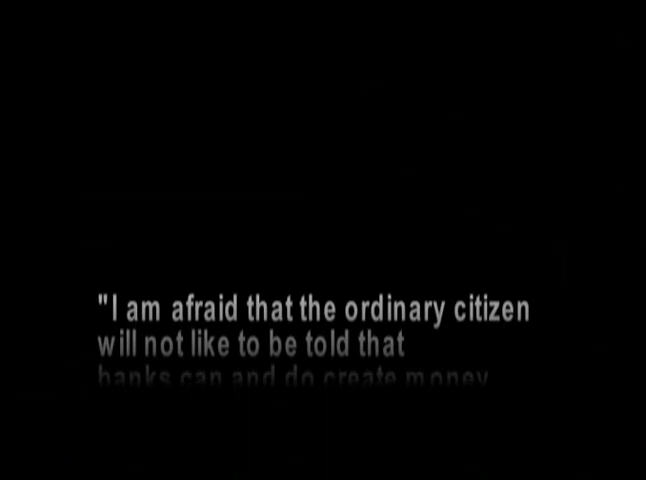 "I am afraid that the ordinary citizen
will not like to be told that
banks can and do create money